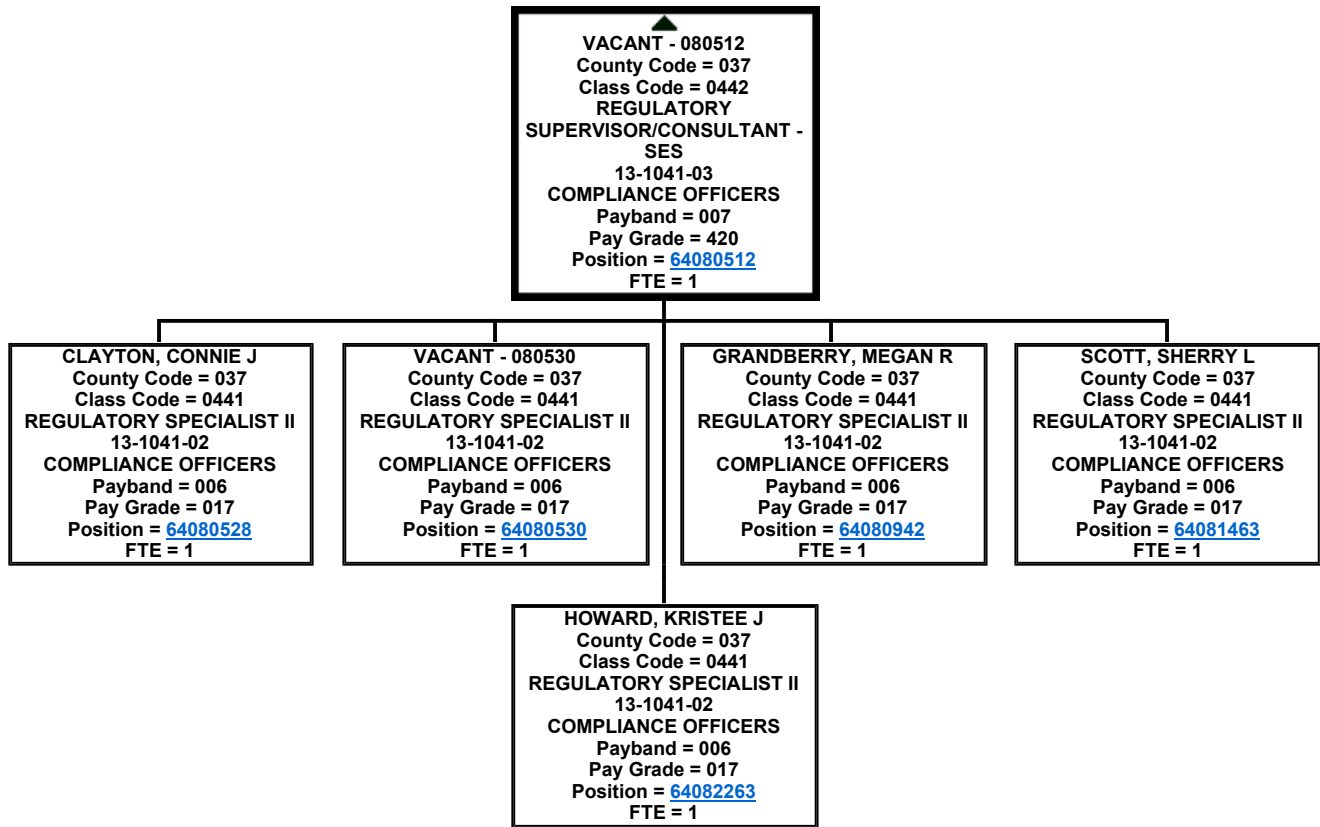 VACANT - 080512
County Code = 037
Class Code = 0442
REGULATORY
SUPERVISOR/CONSULTANT -
SES
13-1041-03
COMPLIANCE OFFICERS
Payband = 007
Pay Grade = 420
Position = 64080512
FTE = 1
CLAYTON, CONNIE J
County Code = 037
Class Code = 0441
REGULATORY SPECIALIST II
13-1041-02
COMPLIANCE OFFICERS
Payband = 006
Pay Grade = 017
Position = 64080528
FTE = 1
VACANT - 080530
County Code = 037
Class Code = 0441
REGULATORY SPECIALIST II
13-1041-02
COMPLIANCE OFFICERS
Payband = 006
Pay Grade = 017
Position = 64080530
FTE = 1
GRANDBERRY, MEGAN R
County Code = 037
Class Code = 0441
REGULATORY SPECIALIST II
13-1041-02
COMPLIANCE OFFICERS
Payband = 006
Pay Grade = 017
Position = 64080942
FTE = 1
SCOTT, SHERRY L
County Code = 037
Class Code = 0441
REGULATORY SPECIALIST II
13-1041-02
COMPLIANCE OFFICERS
Payband = 006
Pay Grade = 017
Position = 64081463
FTE = 1
HOWARD, KRISTEE J
County Code = 037
Class Code = 0441
REGULATORY SPECIALIST II
13-1041-02
COMPLIANCE OFFICERS
Payband = 006
Pay Grade = 017
Position = 64082263
FTE = 1